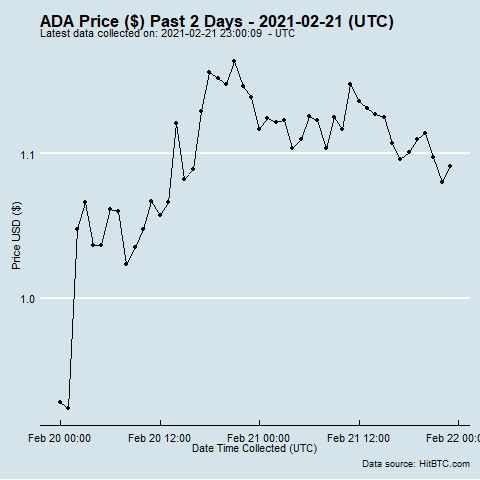 ADA Price ($) Past 2 Days - 2021-02-21 (UTC)
Latest data collected on: 2021-02-21 23:00:09  - UTC
1.1
Price USD ($)
1.0
Feb 20 00:00 Feb 20 12:00 Feb 21 00:00 Feb 21 12:00 Feb 22 00:00
Date Time Collected (UTC)
Data source: HitBTC.com